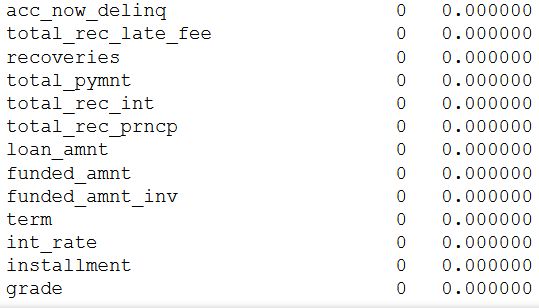 acc_now_delinq 0 0.000000
total_rec_late_fee 0 0.000000
recoveries 0 0.000000
total_pymnt 0 0.000000
total_rec_int 0 0.000000
total_rec_prncp 0 0.000000
loan_amnt 0 0.000000
funded_amnt 0 0.000000
funded_amnt_inv 0 0.000000
term 0 0.000000
int_rate 0 0.000000
installment 0 0.000000
grade 0 0.000000